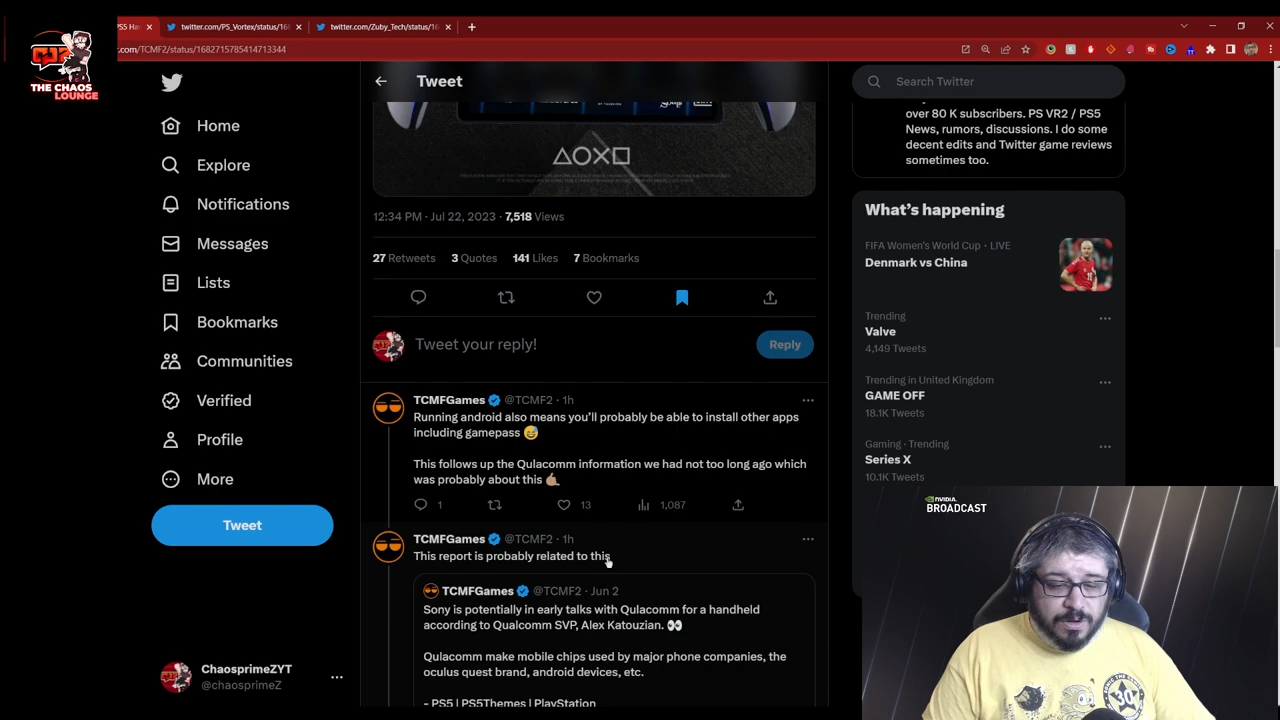 THE CHAOS
LOUNGE
PS5 Ha
twitter.com/PS_Vortex/status/168
twitter.com/Zuby_Tech/status/16
.com/TCMF2/status/1682715785414713344
Home
Explore
Notifications
Messages
Lists
Bookmarks
Communities
Verified
Profile
More
Tweet
ChaosprimeZYT
@chaosprimeZ
Tweet
12:34 PM · Jul 22, 2023 · 7,518 Views
27 Retweets 3 Quotes 141 Likes 7 Bookmarks
Tweet your reply!
Reply
TCMFGames @TCMF2 · 1h
Running android also means you'll probably be able to install other apps
including gamepass 😅
This follows up the Qulacomm information we had not too long ago which
was probably about this 🤙🏼
1 13 1,087
TCMFGames @TCMF2 · 1h
This report is probably related to this
TCMFGames @TCMF2 · Jun 2
Sony is potentially in early talks with Qulacomm for a handheld
according to Qualcomm SVP, Alex Katouzian. 👀
Qulacomm make mobile chips used by major phone companies, the
oculus quest brand, android devices, etc.
- PS5 | PS5Themes | PlayStation
Search Twitter
over 80 K subscribers. PS VR2 / PS5
News, rumors, discussions. I do some
decent edits and Twitter game reviews
sometimes too.
What's happening
FIFA Women's World Cup · LIVE
Denmark vs China
Trending
Valve
4,149 Tweets
Trending in United Kingdom
GAME OFF
18.1K Tweets
Gaming · Trending
Series X
10.1K Tweets
NVIDIA.
BROADCAST
30